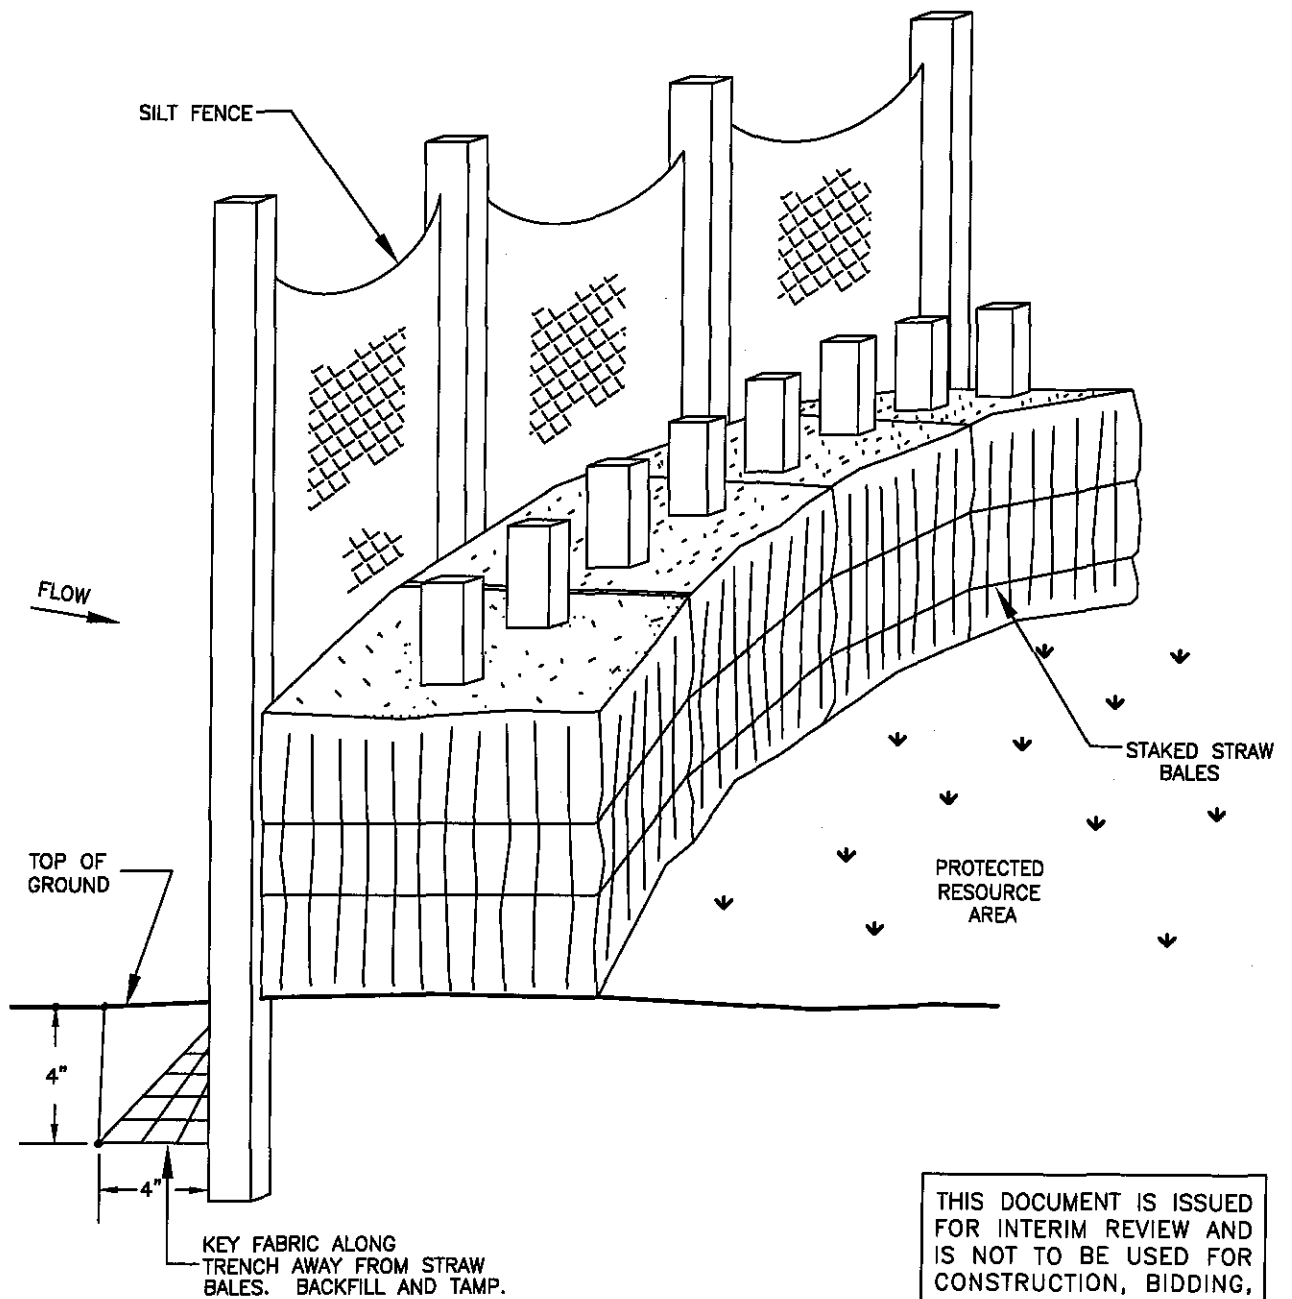 SILT FENCE
FLOW
STAKED STRAW
BALES
TOP OF
GROUND
PROTECTED
RESOURCE
AREA
4"
4"
KEY FABRIC ALONG
TRENCH AWAY FROM STRAW
BALES. BACKFILL AND TAMP.
THIS DOCUMENT IS ISSUED
FOR INTERIM REVIEW AND
IS NOT TO BE USED FOR
CONSTRUCTION, BIDDING,